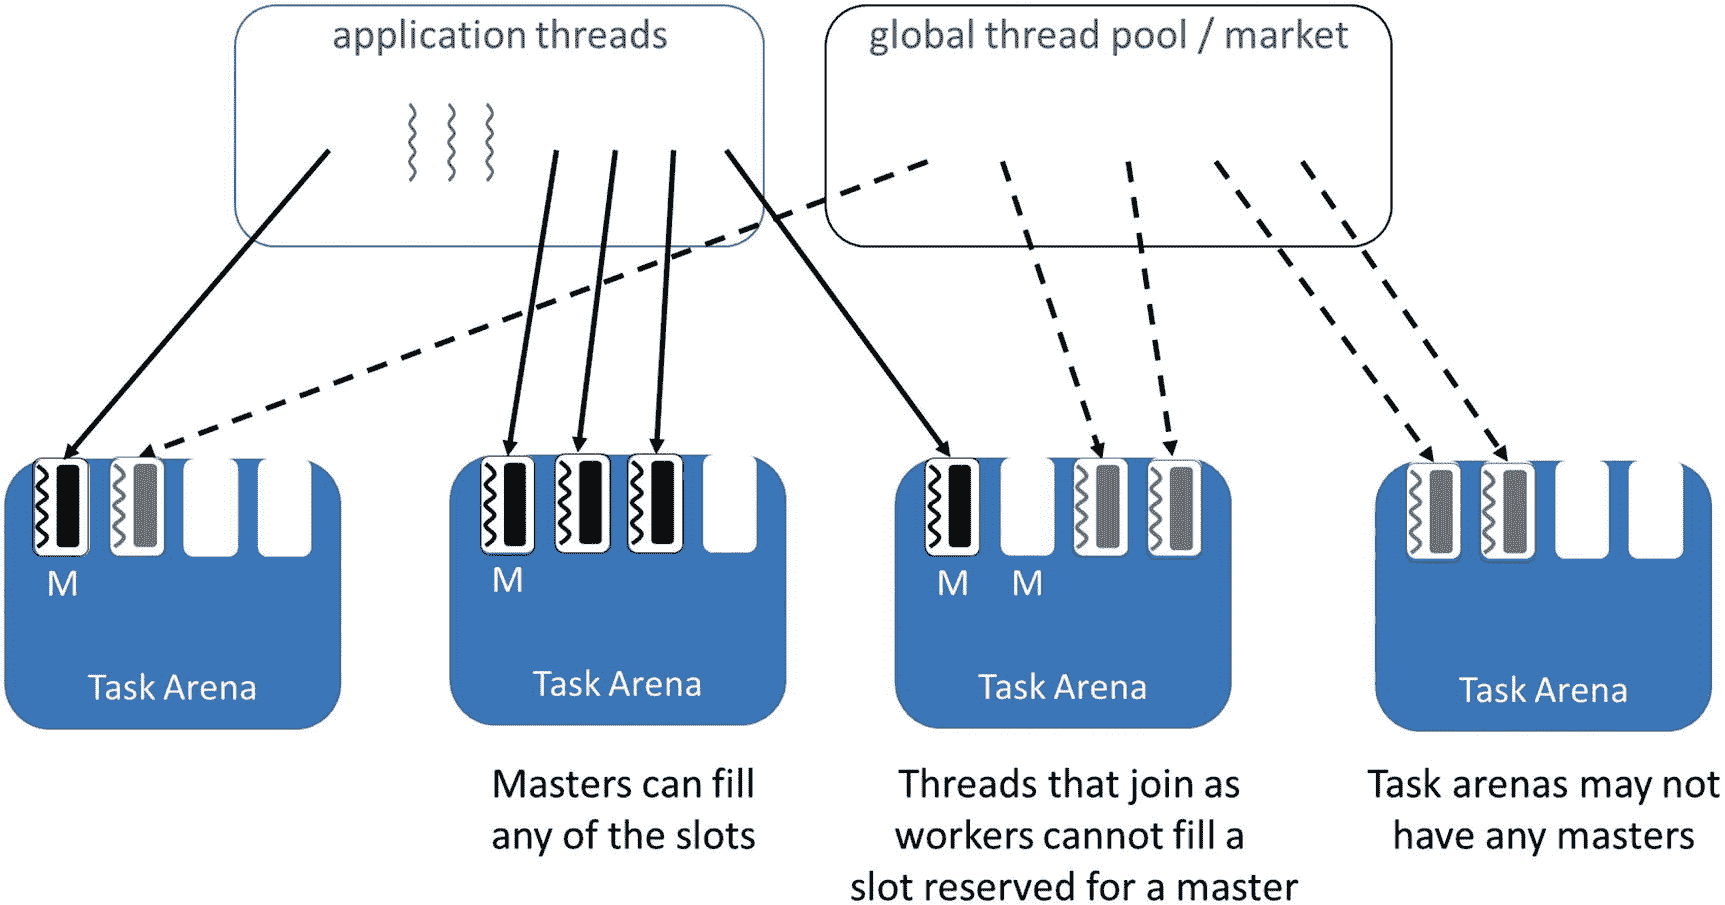 application threads
global thread pool / market
M
M
M
M
Task Arena
Task Arena
Task Arena
Task Arena
Masters can fill
any of the slots
Threads that join as
workers cannot fill a
slot reserved for a master
Task arenas may not
have any masters